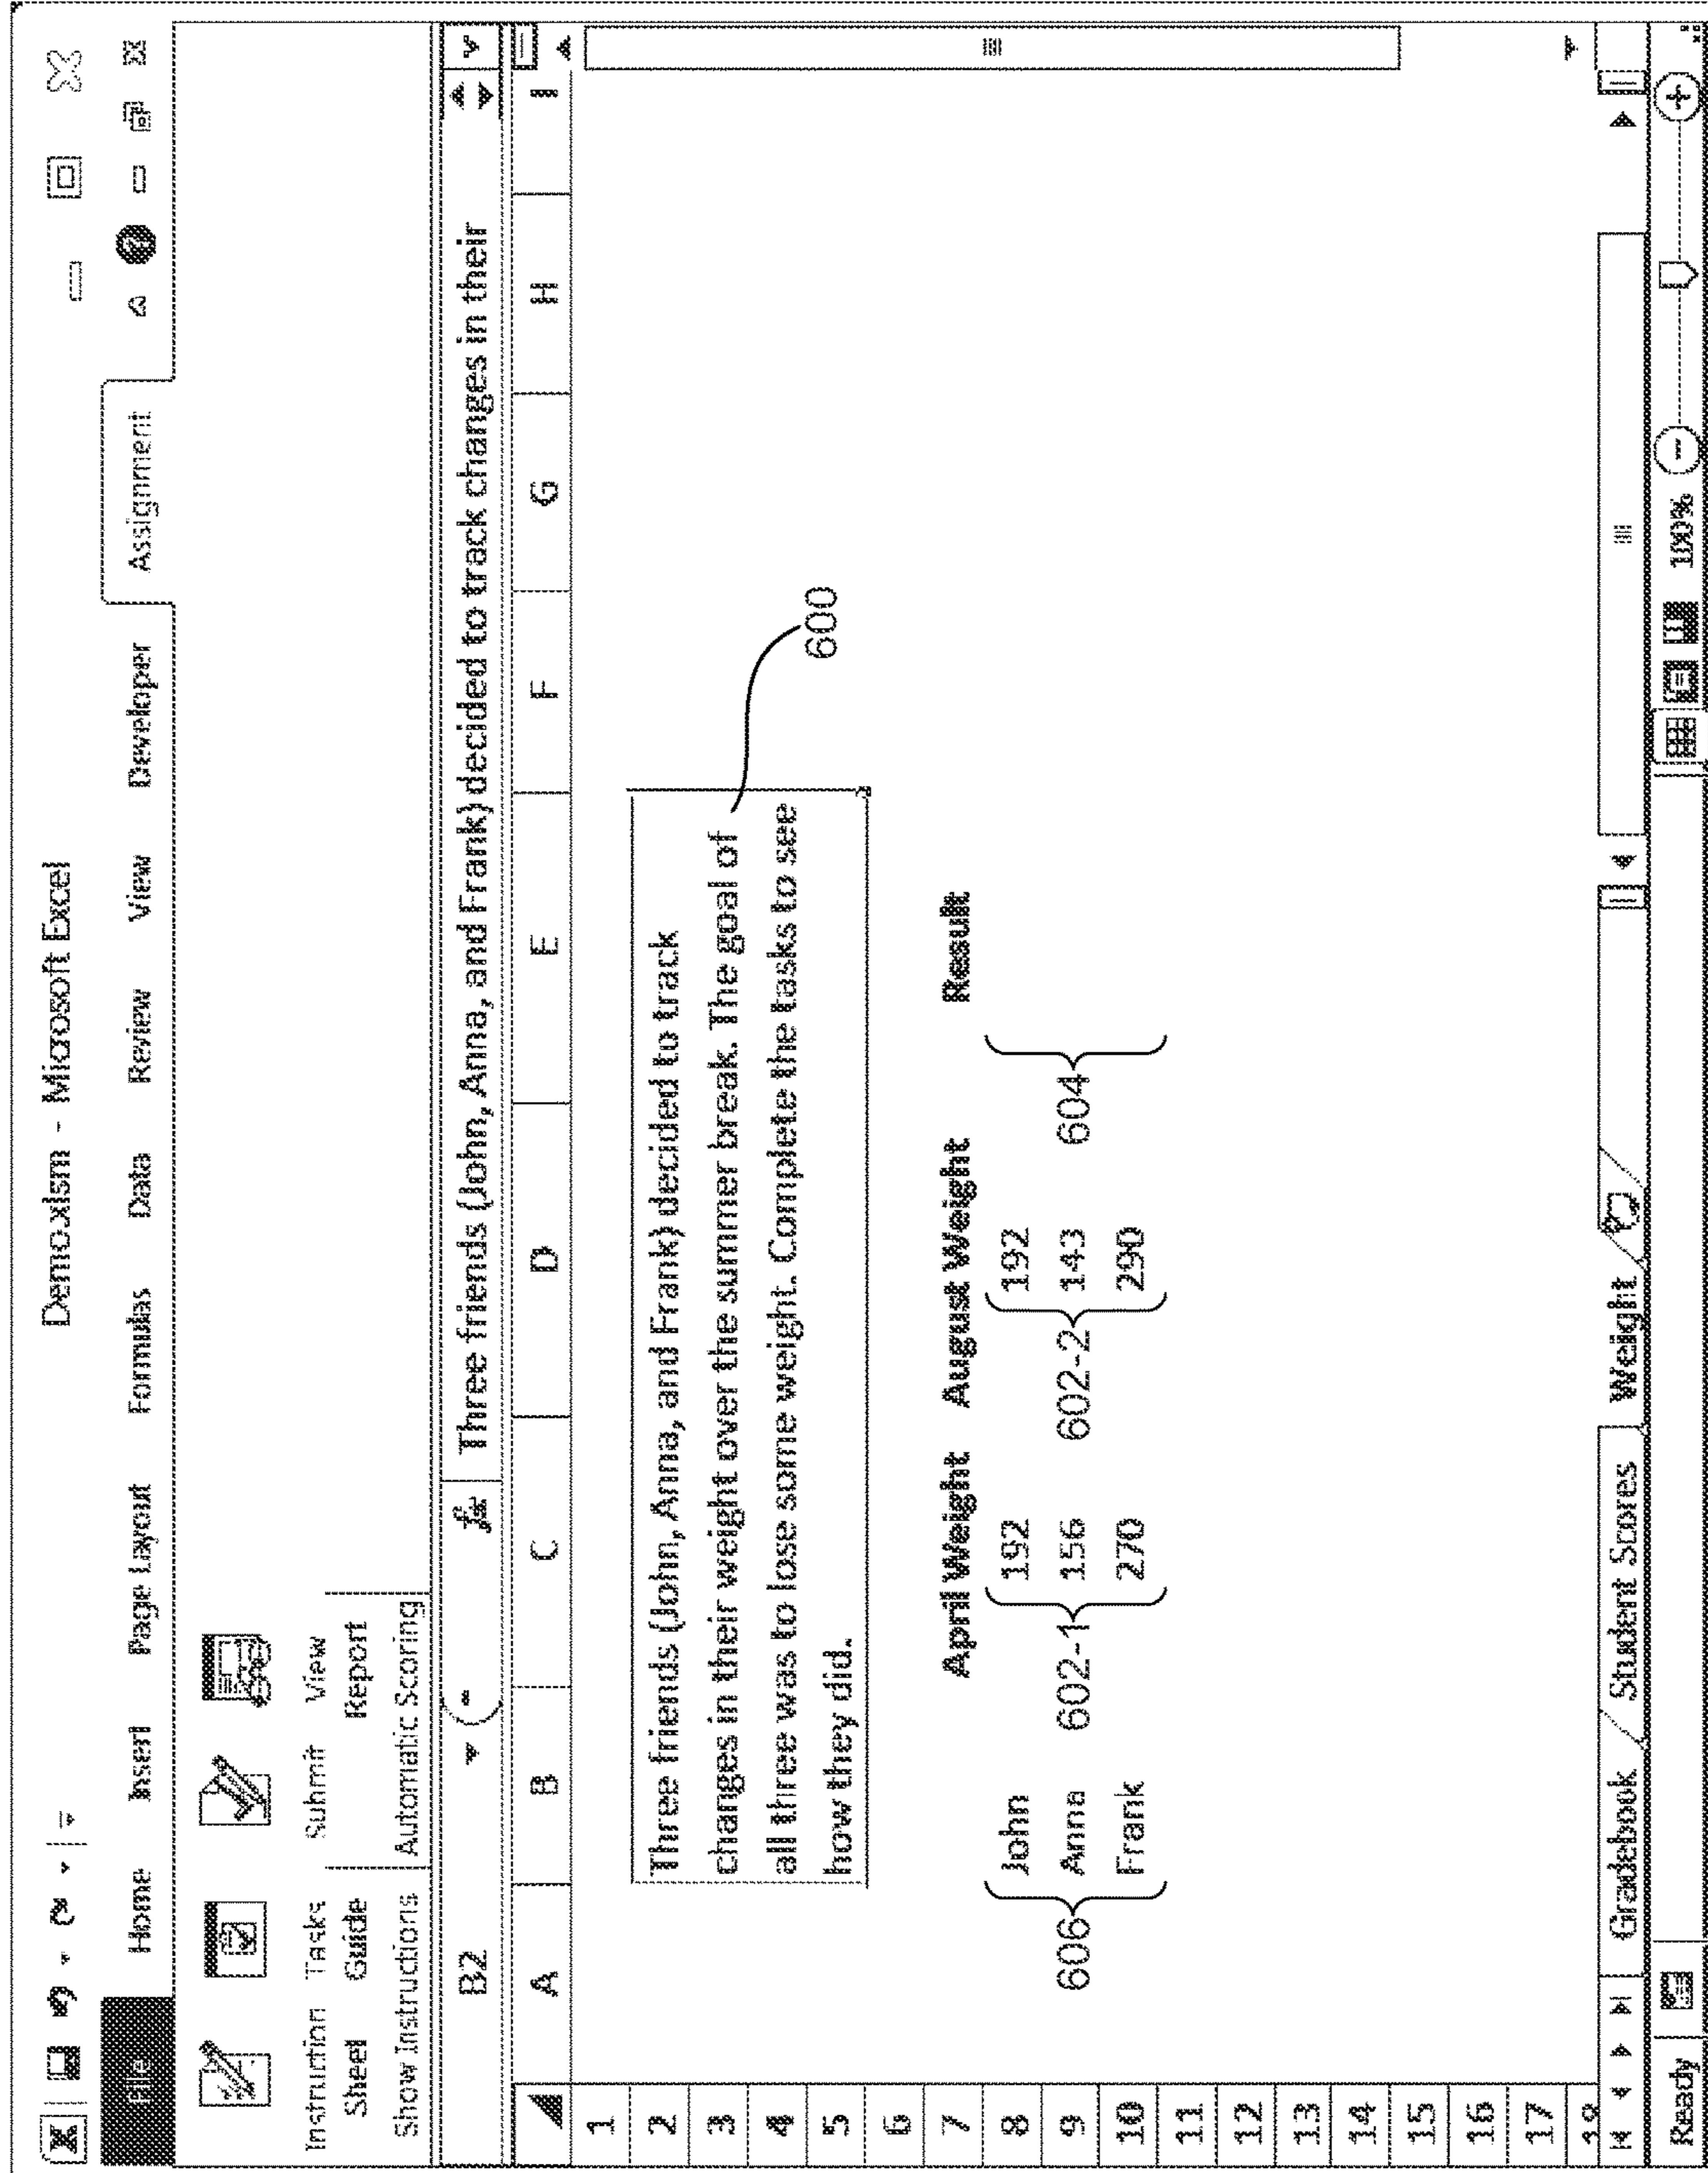 Demo.xlsm - Microsoft Excel
File Home Insert Page Layout Formulas Data Review View Developer Assignment
Instruction Sheet
Tasks Guide
Submit
View Report
Show Instructions
Automatic Scoring
B2 fx Three friends (John, Anna, and Frank) decided to track changes in their
A B C D E F G H I
1
2
3
4
5
6
7
8
9
10
11
12
13
14
15
16
17
18
Three friends (John, Anna, and Frank) decided to track
changes in their weight over the summer break. The goal of
all three was to lose some weight. Complete the tasks to see
how they did.
600
April Weight August Weight Result
John 192 192
606 Anna 602-1 156 602-2 143 604
Frank 270 290
Gradebook Student Scores Weight
Ready 100%